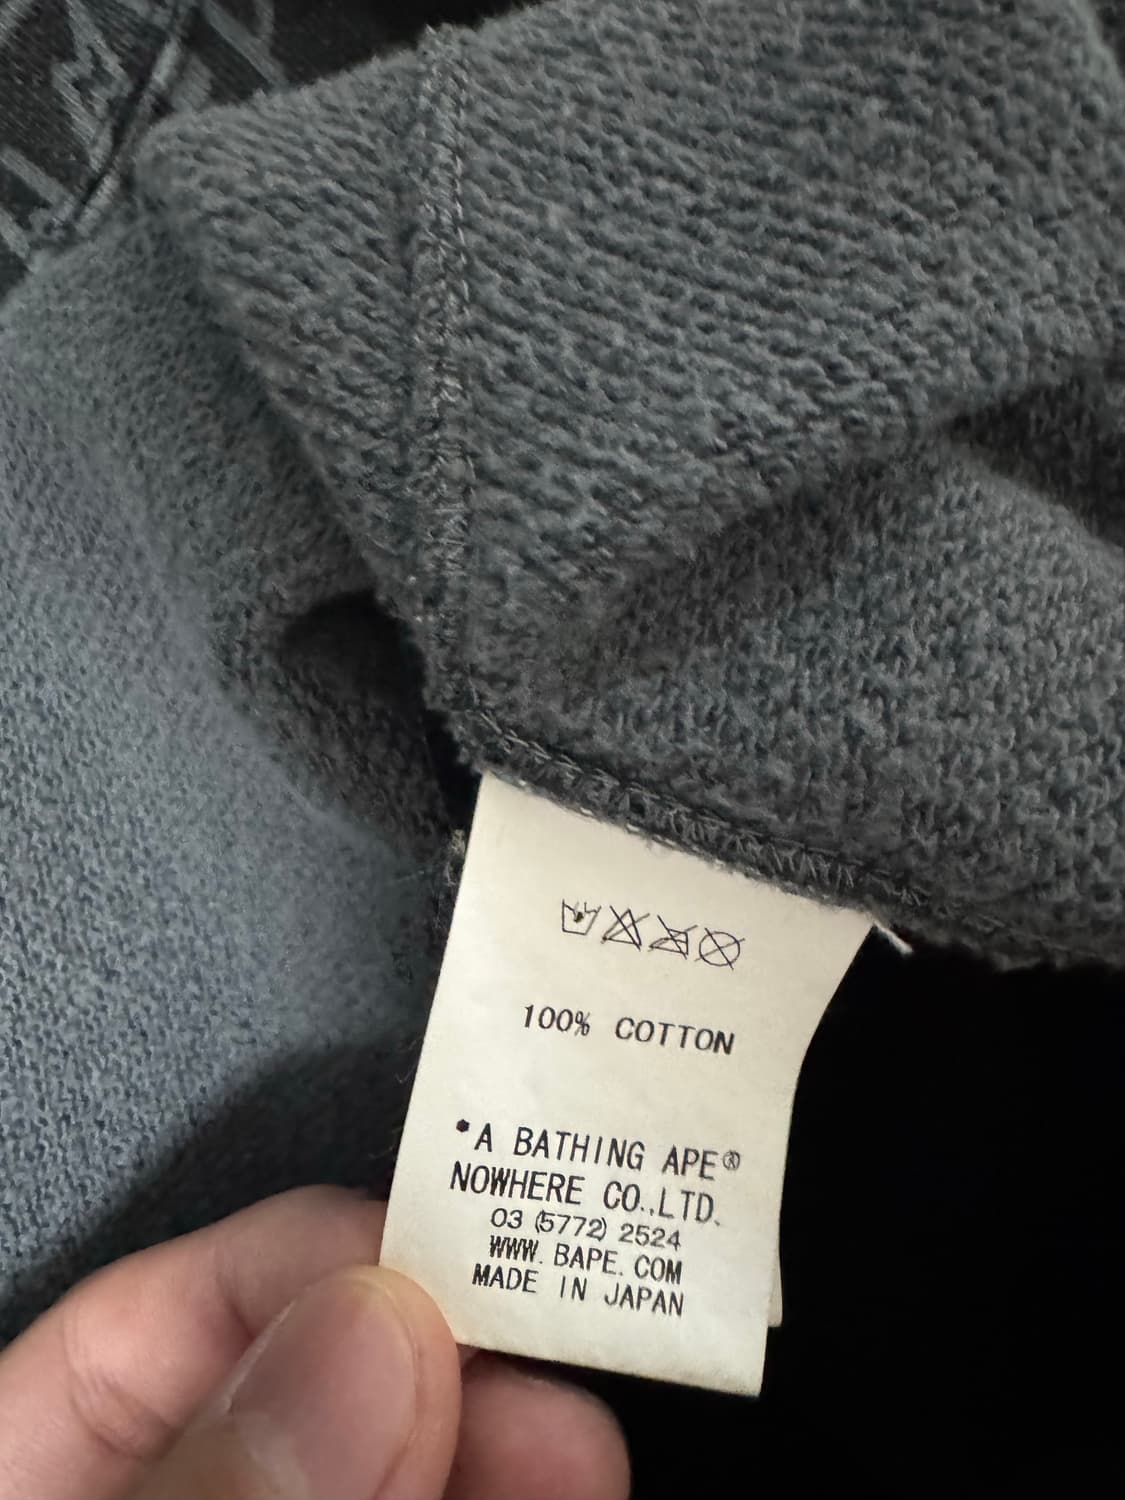 100% COTTON
*A BATHING APE®
NOWHERE CO.,LTD.
03 (5772) 2524
WWW. BAPE. COM
MADE IN JAPAN